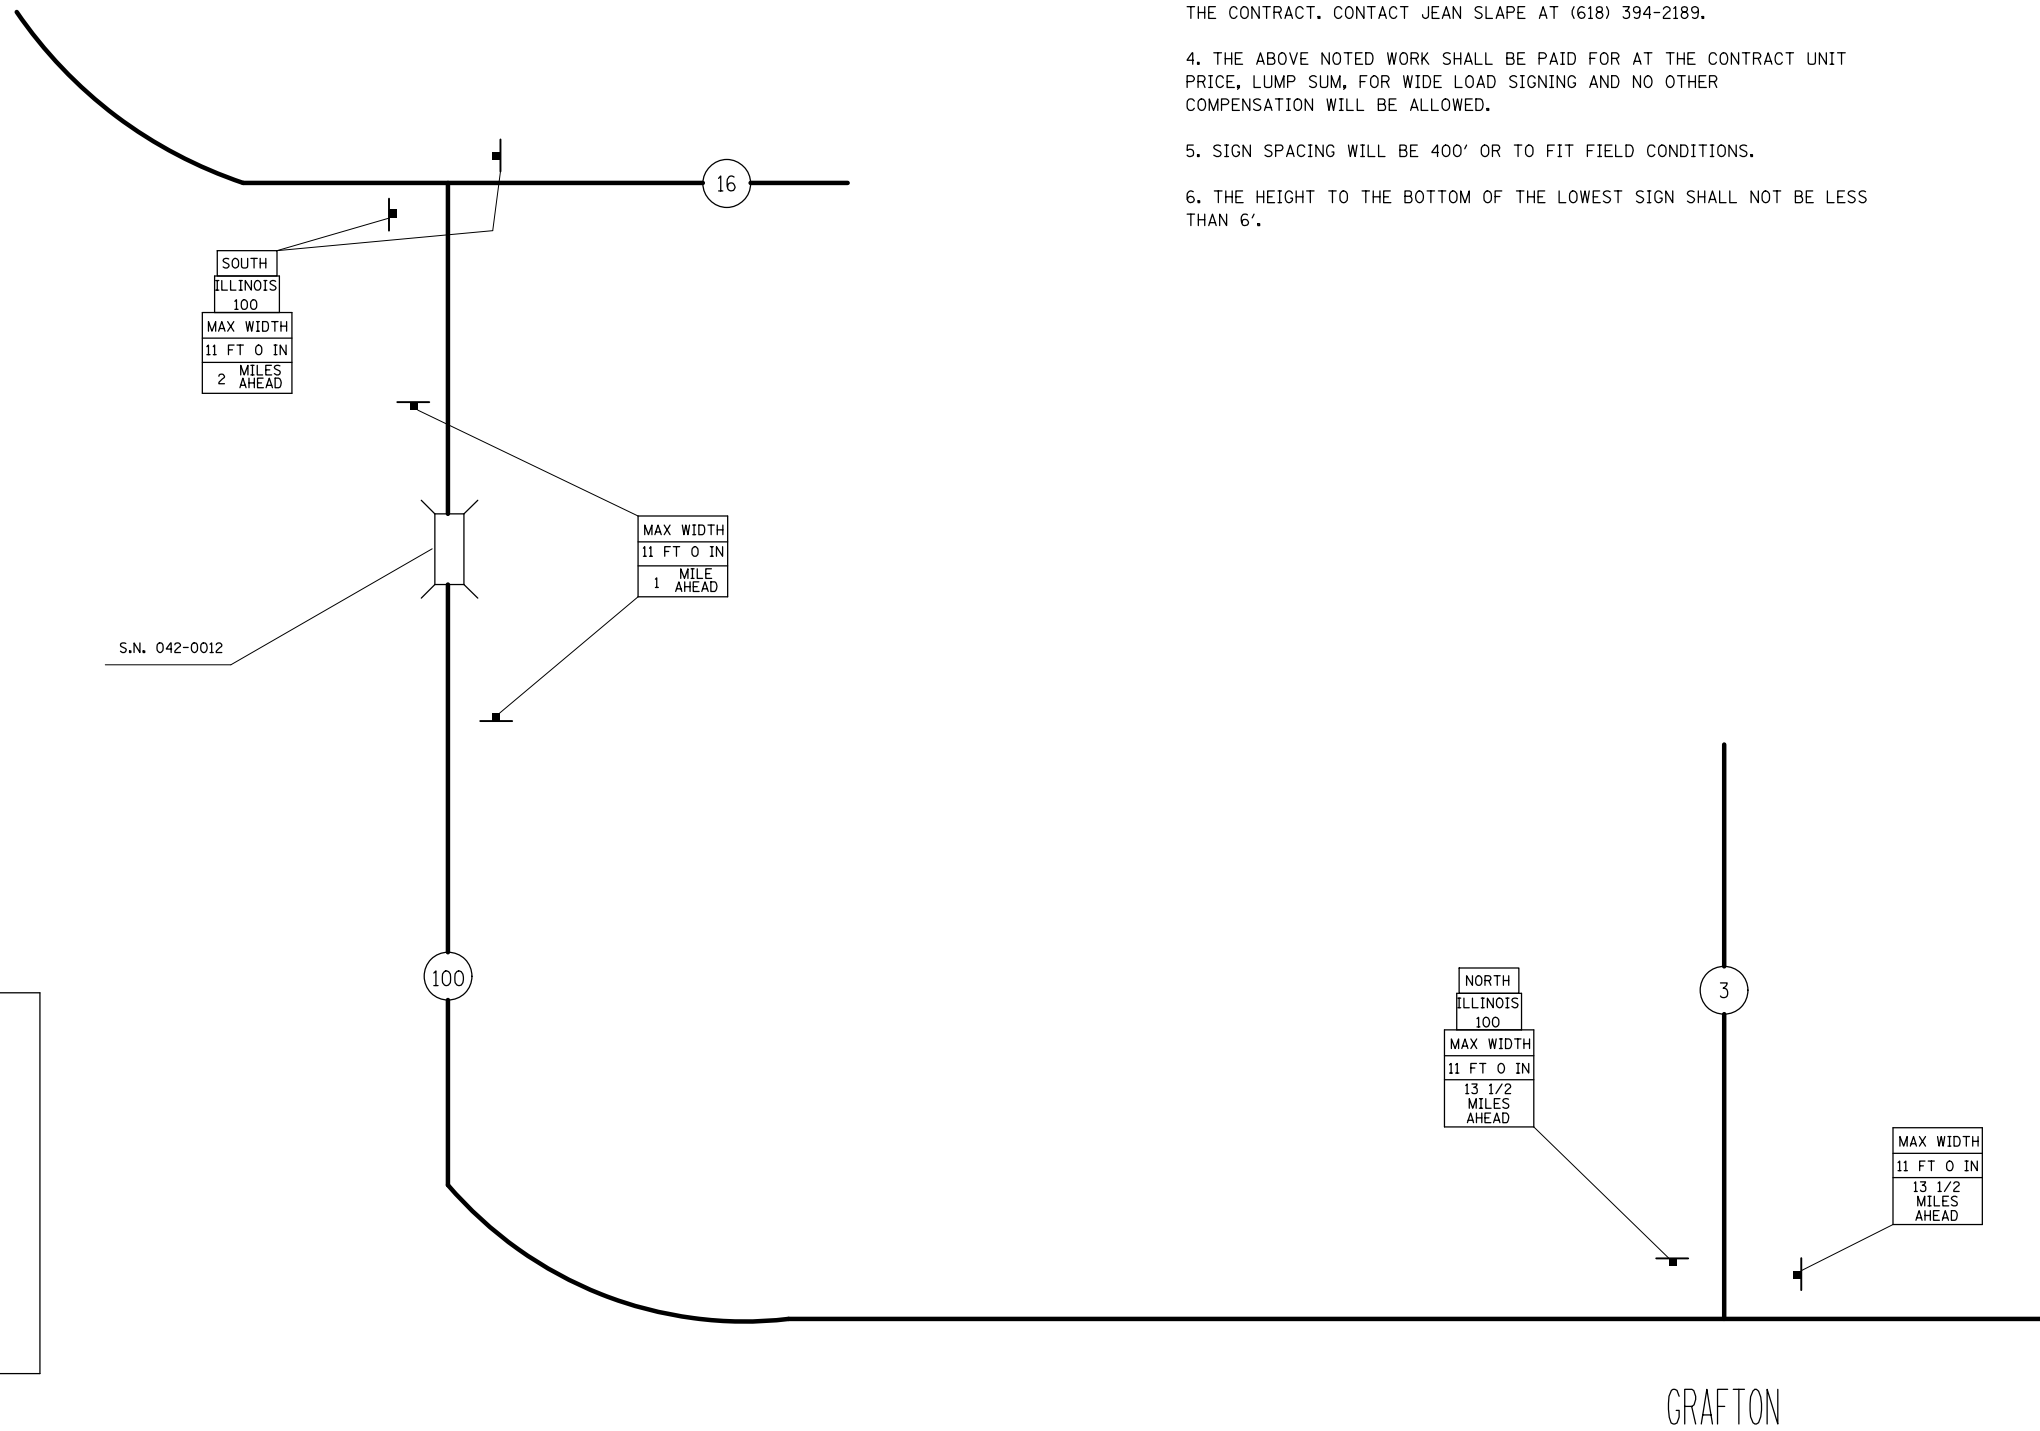 THE CONTRACT. CONTACT JEAN SLAPE AT (618) 394-2189.
4. THE ABOVE NOTED WORK SHALL BE PAID FOR AT THE CONTRACT UNIT
PRICE, LUMP SUM, FOR WIDE LOAD SIGNING AND NO OTHER
COMPENSATION WILL BE ALLOWED.
5. SIGN SPACING WILL BE 400' OR TO FIT FIELD CONDITIONS.
6. THE HEIGHT TO THE BOTTOM OF THE LOWEST SIGN SHALL NOT BE LESS
THAN 6'.
16
SOUTH
ILLINOIS
100
MAX WIDTH
11 FT 0 IN
2 MILES
AHEAD
MAX WIDTH
11 FT 0 IN
1 MILE
AHEAD
S.N. 042-0012
100
3
NORTH
ILLINOIS
100
MAX WIDTH
11 FT 0 IN
13 1/2
MILES
AHEAD
MAX WIDTH
11 FT 0 IN
13 1/2
MILES
AHEAD
GRAFTON